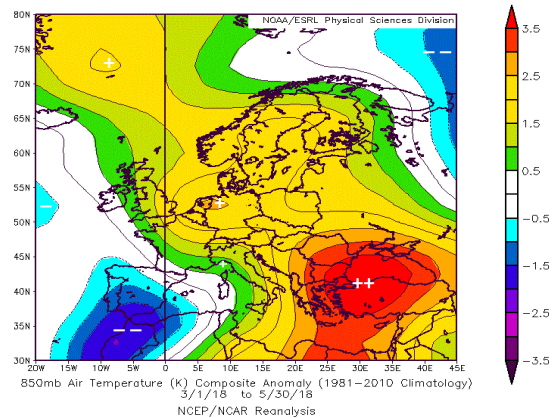 NOAA/ESRL Physical Sciences Division
80N
75N
70N
65N
60N
55N
50N
45N
40N
35N
30N
20W 15W 10W 5W 0 5E 10E 15E 20E 25E 30E 35E 40E 45E
3.5
2.5
1.5
0.5
−0.5
−1.5
−2.5
−3.5
850mb Air Temperature (K) Composite Anomaly (1981−2010 Climatology)
3/1/18 to 5/30/18
NCEP/NCAR Reanalysis